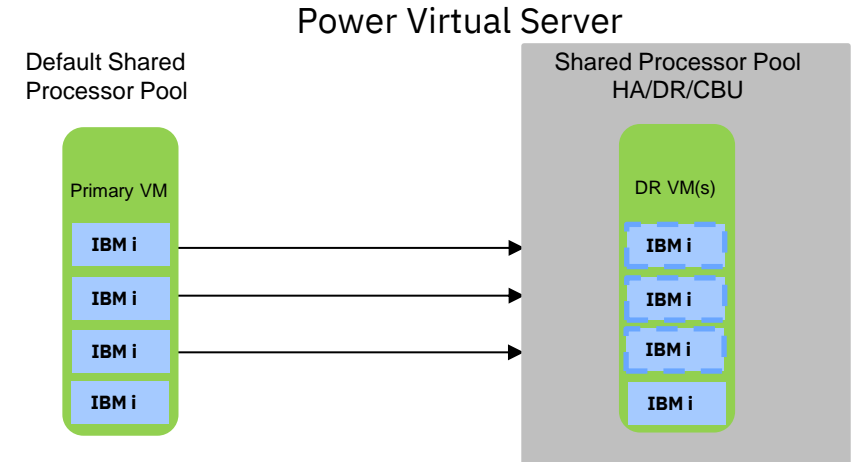 Power Virtual Server
Default Shared
Processor Pool
Shared Processor Pool
HA/DR/CBU
Primary VM
IBM i
IBM i
IBM i
IBM i
DR VM(s)
IBM i
IBM i
IBM i
IBM i